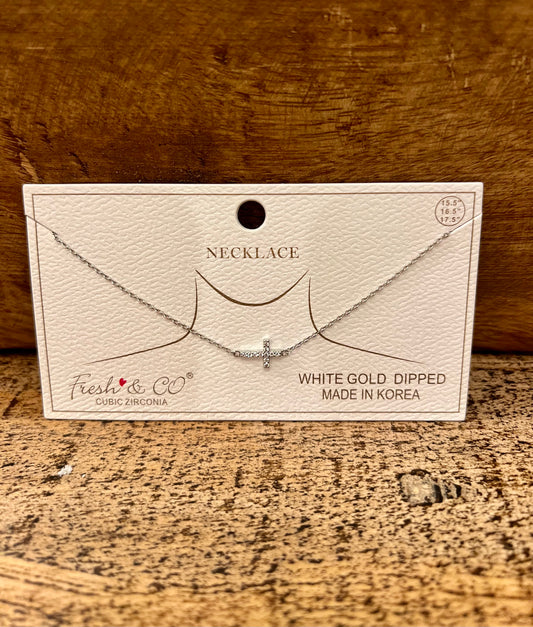 15.5"
16.5"
17.5"
NECKLACE
Fresh & CO®
CUBIC ZIRCONIA
WHITE GOLD DIPPED
MADE IN KOREA